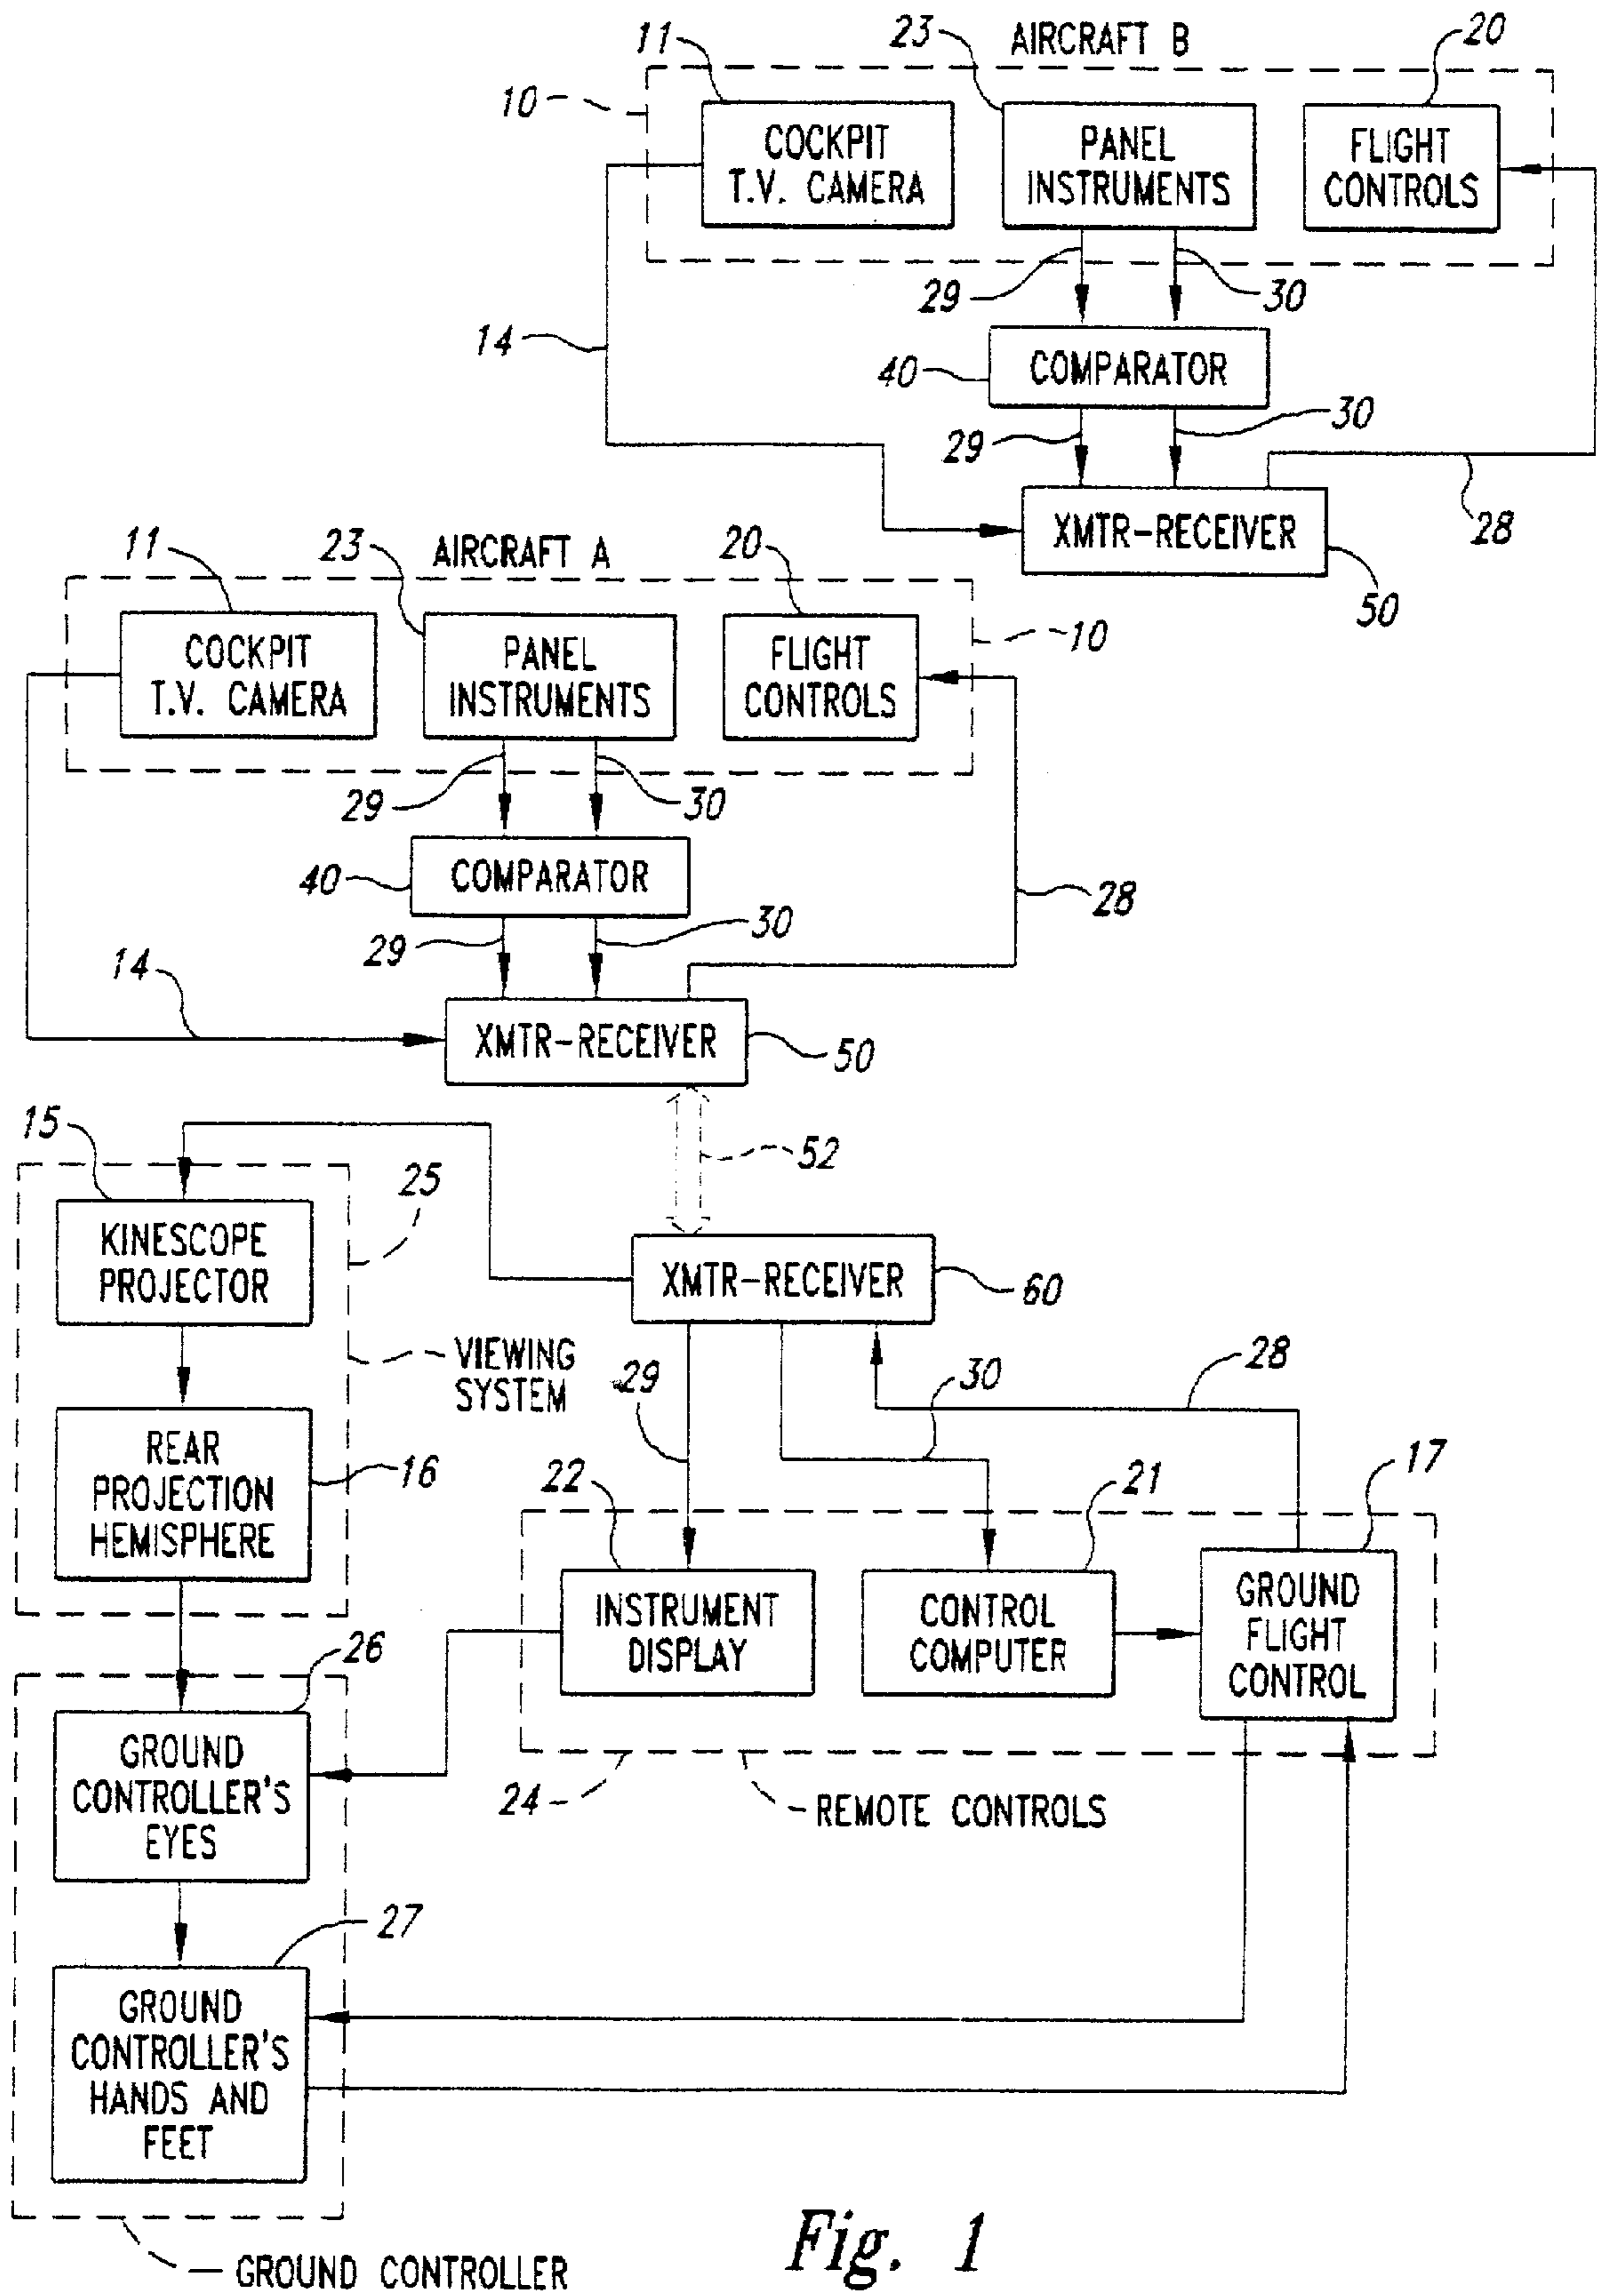 11
23
AIRCRAFT B
20
10
COCKPIT
T.V. CAMERA
PANEL
INSTRUMENTS
FLIGHT
CONTROLS
29
30
14
40
COMPARATOR
29
30
XMTR-RECEIVER
28
50
11
23
AIRCRAFT A
20
10
COCKPIT
T.V. CAMERA
PANEL
INSTRUMENTS
FLIGHT
CONTROLS
29
30
40
COMPARATOR
28
29
30
14
XMTR-RECEIVER
50
15
52
25
KINESCOPE
PROJECTOR
XMTR-RECEIVER
60
VIEWING
SYSTEM
29
30
28
REAR
PROJECTION
HEMISPHERE
16
22
21
17
INSTRUMENT
DISPLAY
CONTROL
COMPUTER
GROUND
FLIGHT
CONTROL
26
GROUND
CONTROLLER'S
EYES
24
REMOTE CONTROLS
27
GROUND
CONTROLLER'S
HANDS AND
FEET
GROUND CONTROLLER
Fig. 1